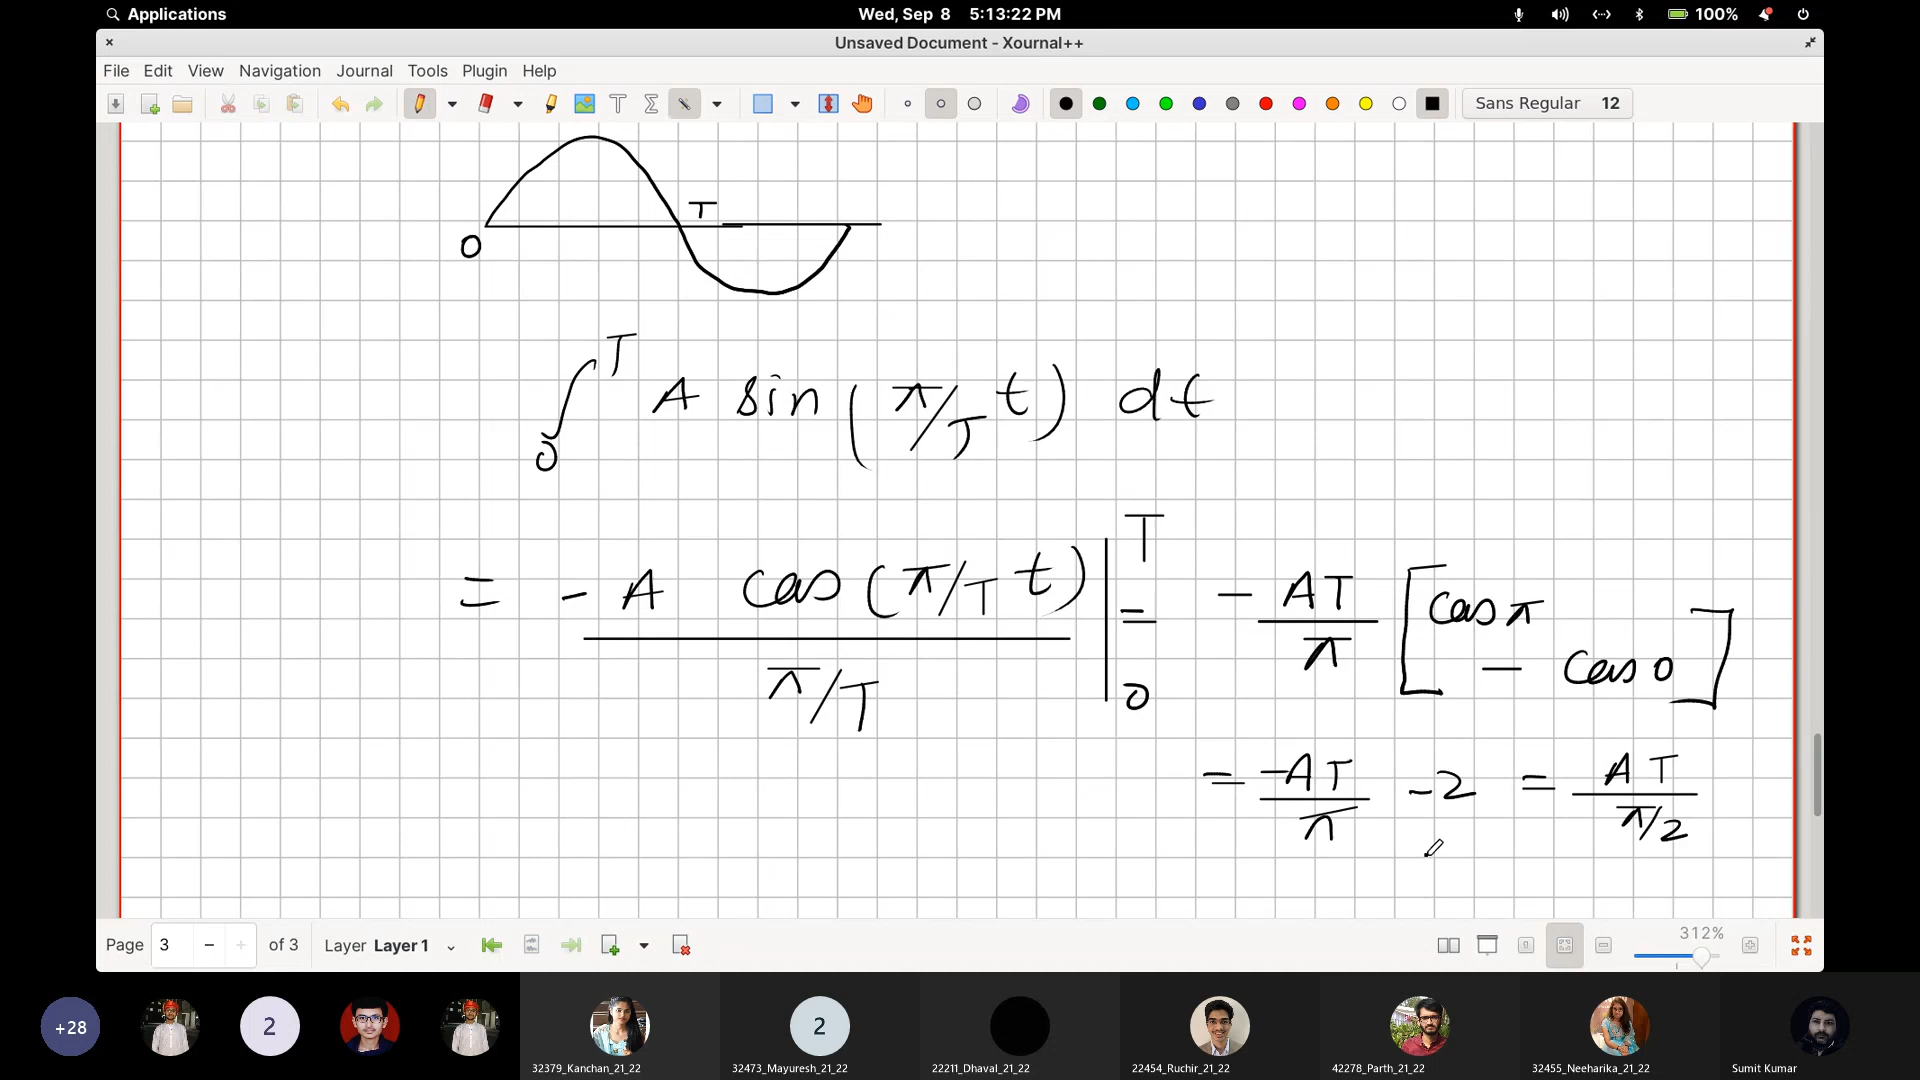 Applications
Wed, Sep 8 5:13:22 PM
100%
Unsaved Document - Xournal++
File Edit View Navigation Journal Tools Plugin Help
Sans Regular 12
T
0
∫₀ᵀ A sin(π/T t) dt
= - A cos(π/T t) / π/T |₀ᵀ = - AT/π [cos π - cos 0]
= -AT/π -2 = AT/π/2
Page 3 of 3 Layer Layer 1
312%
+28
2
2
32379_Kanchan_21_22
32473_Mayuresh_21_22
22211_Dhaval_21_22
22454_Ruchir_21_22
42278_Parth_21_22
32455_Neeharika_21_22
Sumit Kumar